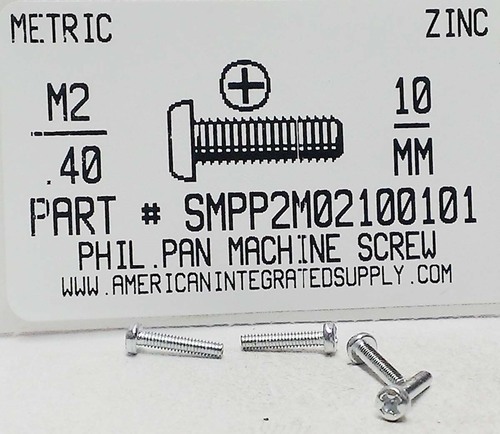 METRIC ZINC
M2 10
.40 MM
PART # SMPP2M02100101
PHIL.PAN MACHINE SCREW
WWW.AMERICANINTEGRATEDSUPPLY.COM